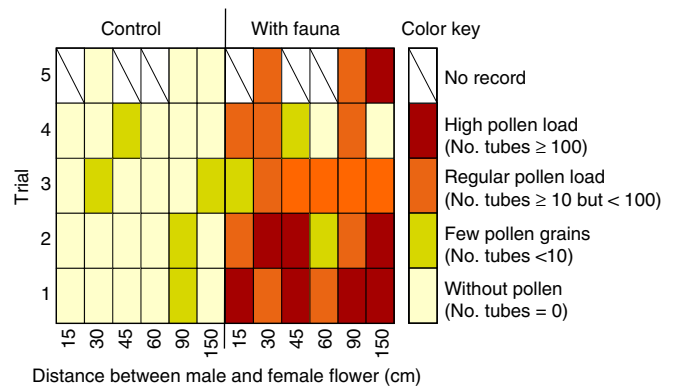 Control
With fauna
Color key
Trial
5
4
3
2
1
No record
High pollen load
(No. tubes ≥ 100)
Regular pollen load
(No. tubes ≥ 10 but < 100)
Few pollen grains
(No. tubes <10)
Without pollen
(No. tubes = 0)
15 30 45 60 90 150 15 30 45 60 90 150
Distance between male and female flower (cm)